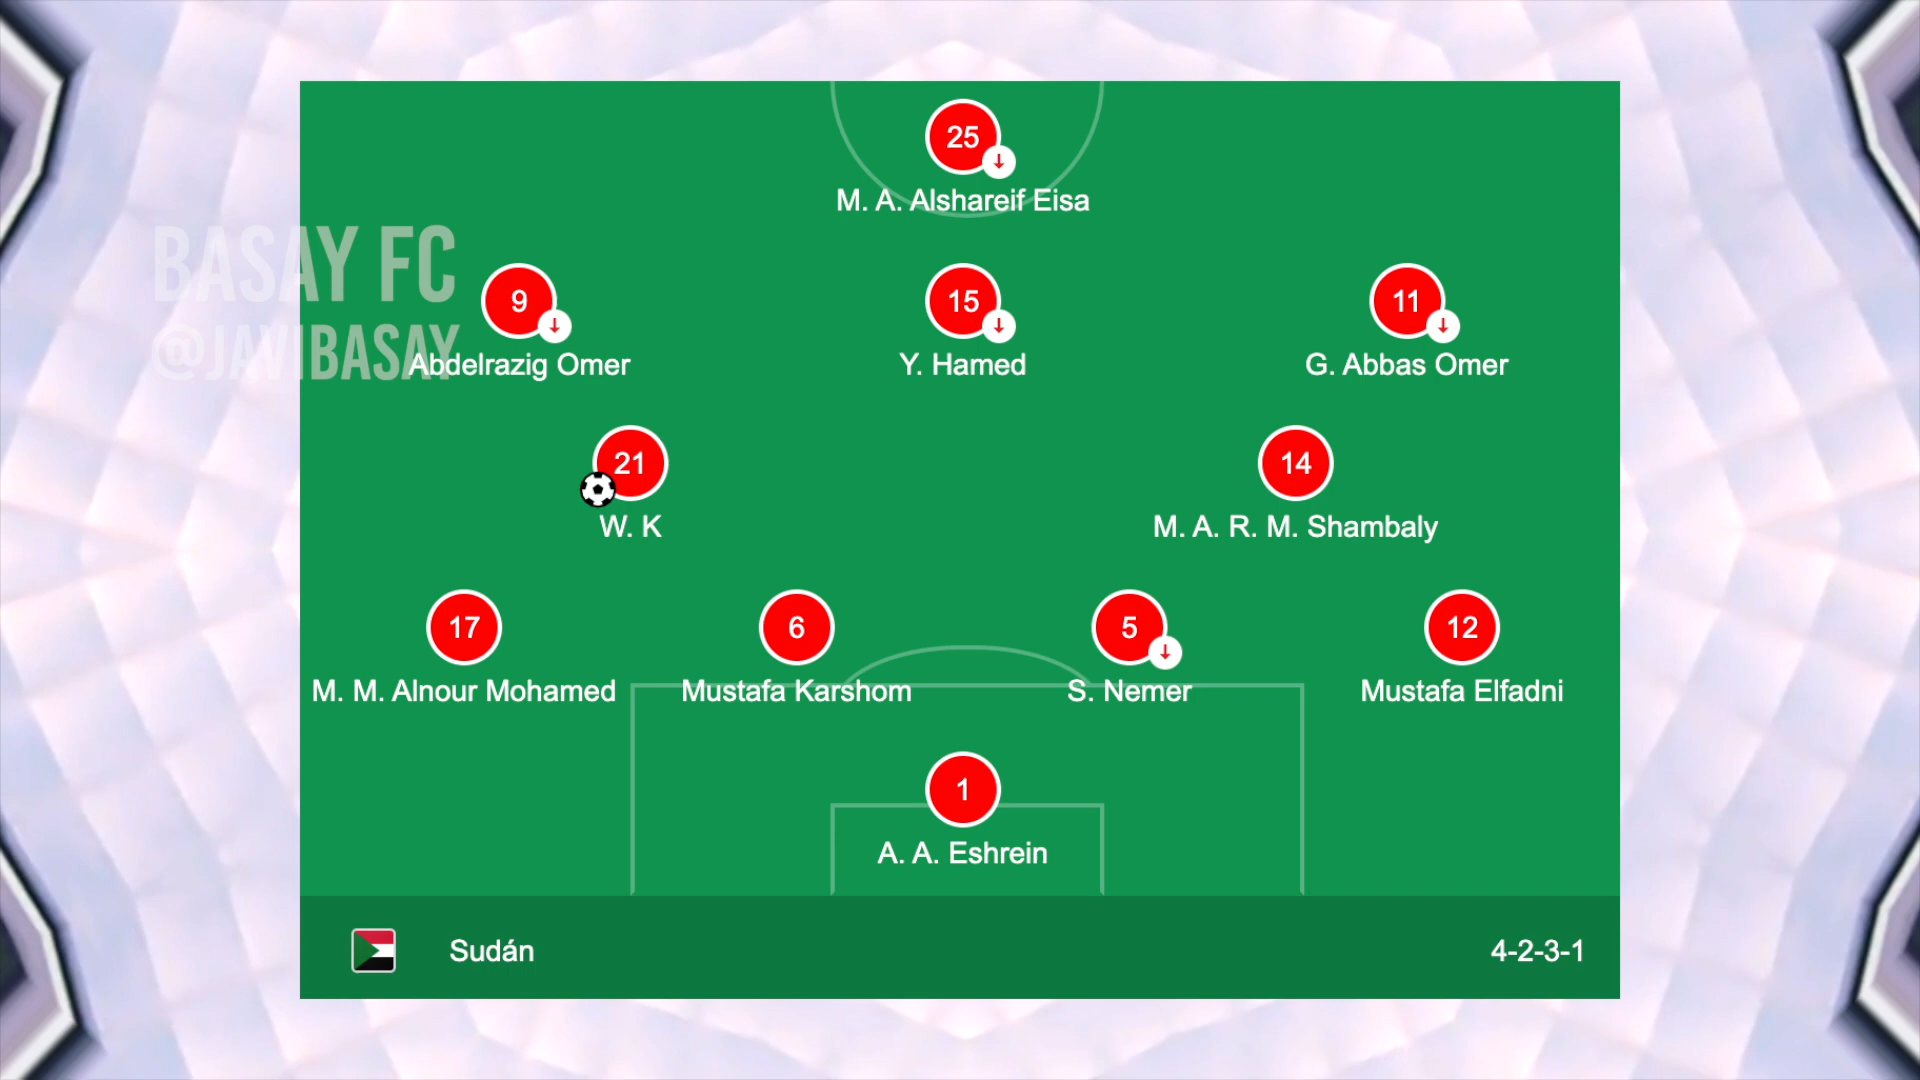 25
M. A. Alshareif Eisa
BASAY FC
@JAVIBASAY
9
15
11
Abdelrazig Omer
Y. Hamed
G. Abbas Omer
21
14
W. K
M. A. R. M. Shambaly
17
6
5
12
M. M. Alnour Mohamed
Mustafa Karshom
S. Nemer
Mustafa Elfadni
1
A. A. Eshrein
Sudán
4-2-3-1